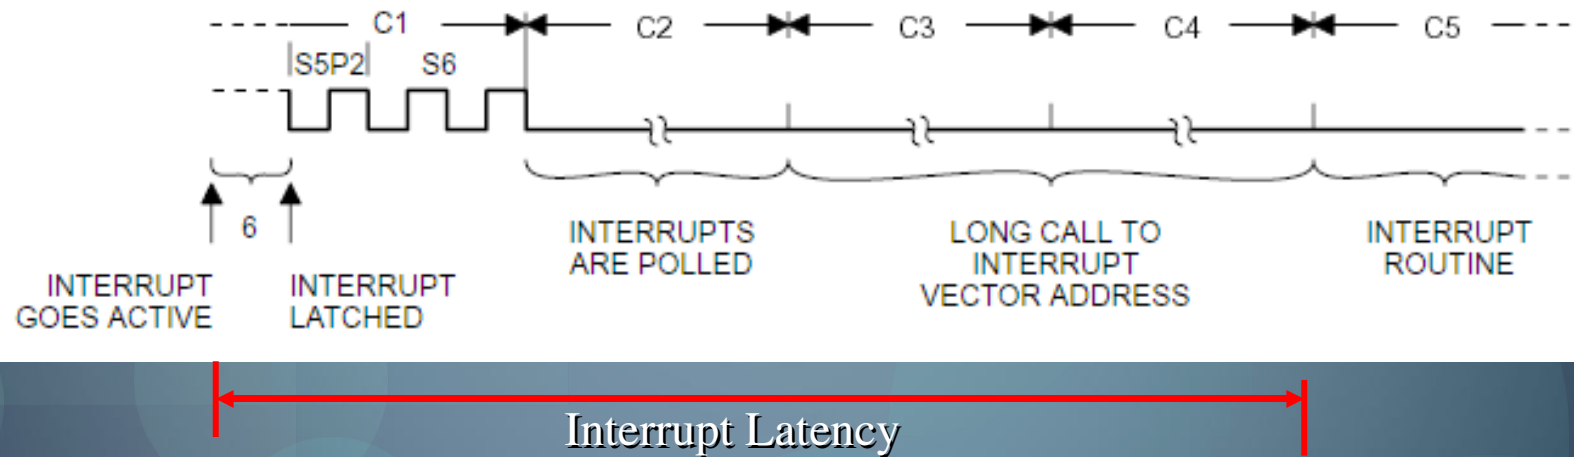 C1 C2 C3 C4 C5
S5P2 S6
6
INTERRUPT
GOES ACTIVE
INTERRUPT
LATCHED
INTERRUPTS
ARE POLLED
LONG CALL TO
INTERRUPT
VECTOR ADDRESS
INTERRUPT
ROUTINE
Interrupt Latency